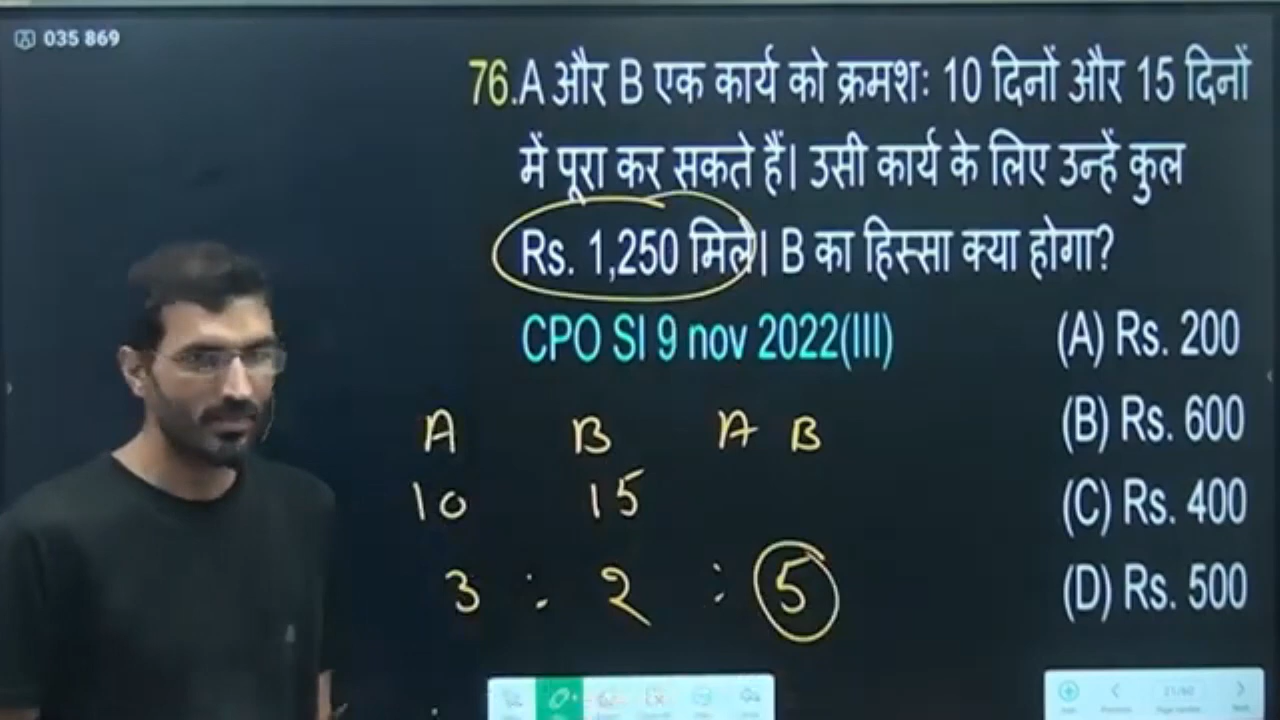 035 869
76.A और B एक कार्य को क्रमशः 10 दिनों और 15 दिनों
में पूरा कर सकते हैं। उसी कार्य के लिए उन्हें कुल
Rs. 1,250 मिले। B का हिस्सा क्या होगा?
CPO SI 9 nov 2022(III)
(A) Rs. 200
(B) Rs. 600
(C) Rs. 400
(D) Rs. 500
A B A B
10 15
3 : 2 : 5